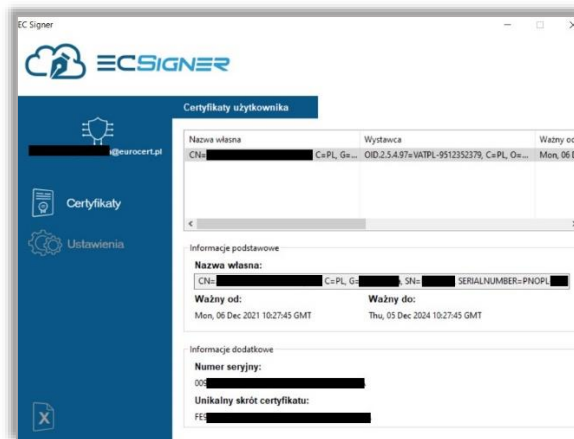 EC Signer
ECSIGNER
Certyfikaty użytkownika
@eurocert.pl
Nazwa własna Wystawca Ważny od
CN= C=PL, G=... OID.2.5.4.97=VATPL-9512352379, C=PL, O=... Mon, 06 D
Certyfikaty
Ustawienia
Informacje podstawowe
Nazwa własna:
CN= C=PL, G= , SN= SERIALNUMBER=PNOPL
Ważny od: Ważny do:
Mon, 06 Dec 2021 10:27:45 GMT Thu, 05 Dec 2024 10:27:45 GMT
Informacje dodatkowe
Numer seryjny:
009
Unikalny skrót certyfikatu:
FE